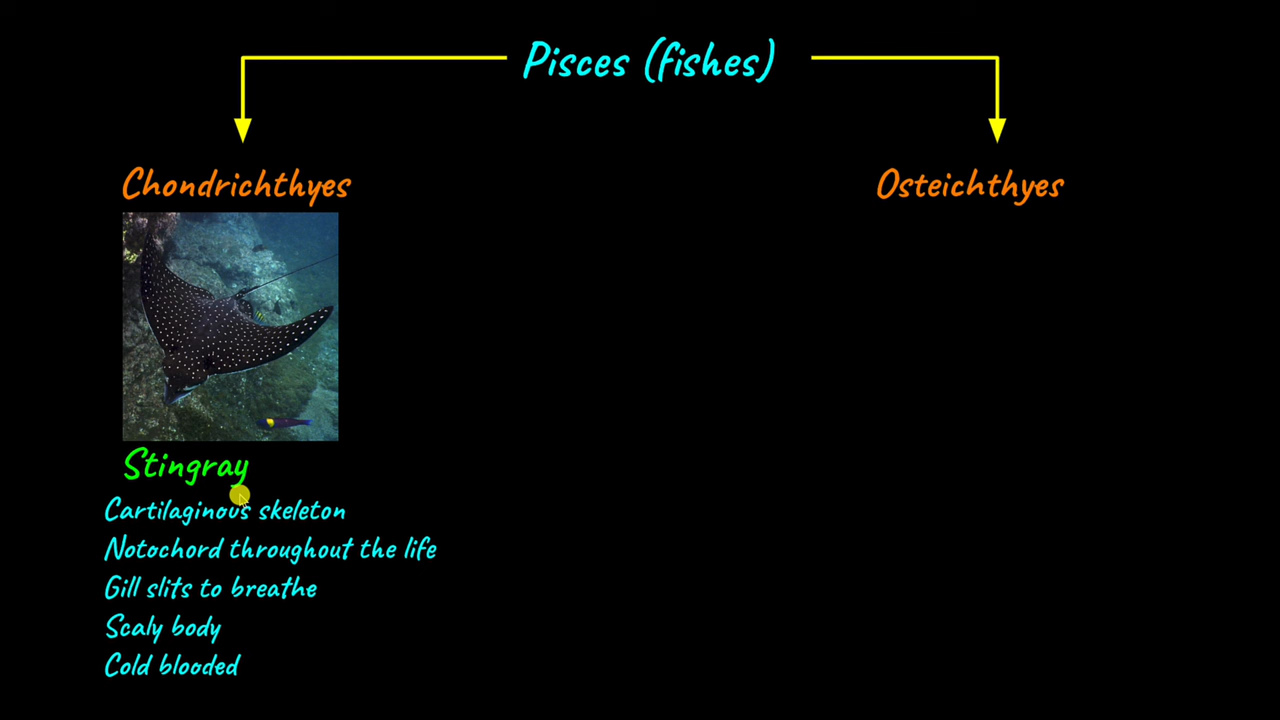 Pisces (fishes)
Chondrichthyes
Osteichthyes
Stingray
Cartilaginous skeleton
Notochord throughout the life
Gill slits to breathe
Scaly body
Cold blooded